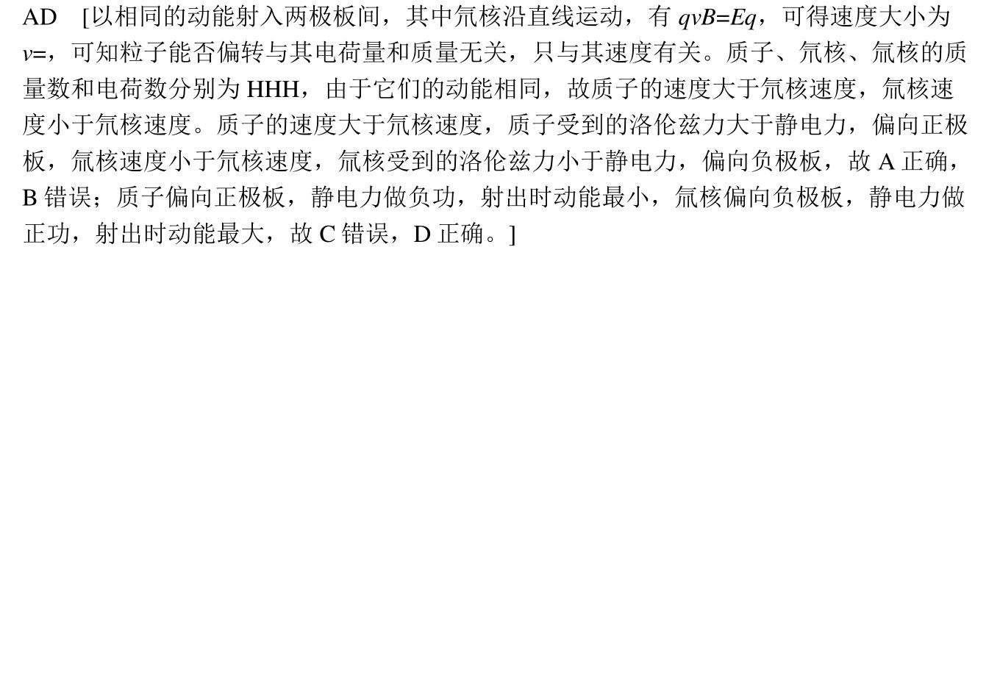 AD　[以相同的动能射入两极板间，其中氘核沿直线运动，有 qvB=Eq，可得速度大小为
v=，可知粒子能否偏转与其电荷量和质量无关，只与其速度有关。质子、氘核、氚核的质
量数和电荷数分别为 HHH，由于它们的动能相同，故质子的速度大于氘核速度，氚核速
度小于氘核速度。质子的速度大于氘核速度，质子受到的洛伦兹力大于静电力，偏向正极
板，氚核速度小于氘核速度，氚核受到的洛伦兹力小于静电力，偏向负极板，故 A 正确，
B 错误；质子偏向正极板，静电力做负功，射出时动能最小，氚核偏向负极板，静电力做
正功，射出时动能最大，故 C 错误，D 正确。]